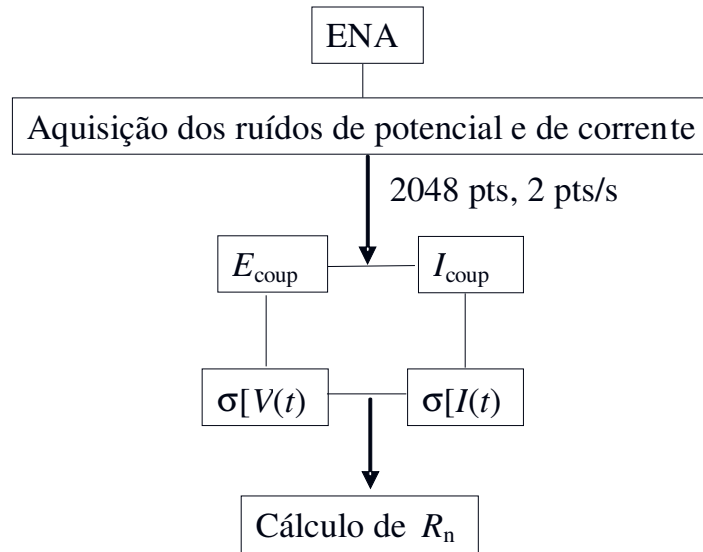 ENA
Aquisição dos ruídos de potencial e de corrente
2048 pts, 2 pts/s
E_coup I_coup
σ[V(t) σ[I(t)
Cálculo de R_n